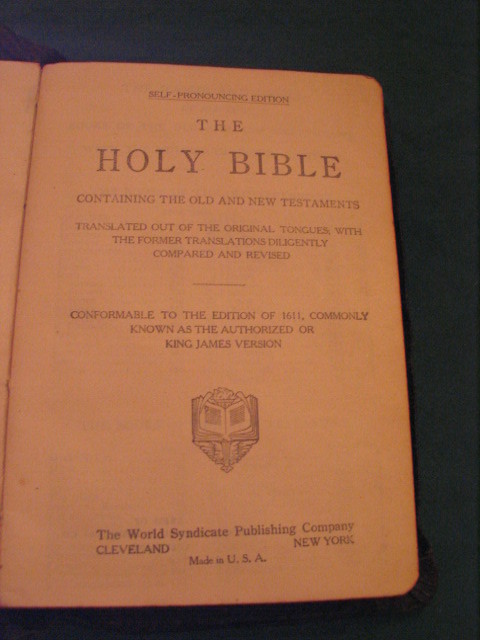 SELF-PRONOUNCING EDITION
THE
HOLY BIBLE
CONTAINING THE OLD AND NEW TESTAMENTS
TRANSLATED OUT OF THE ORIGINAL TONGUES; WITH
THE FORMER TRANSLATIONS DILIGENTLY
COMPARED AND REVISED
CONFORMABLE TO THE EDITION OF 1611, COMMONLY
KNOWN AS THE AUTHORIZED OR
KING JAMES VERSION
The World Syndicate Publishing Company
CLEVELAND NEW YORK
Made in U. S. A.